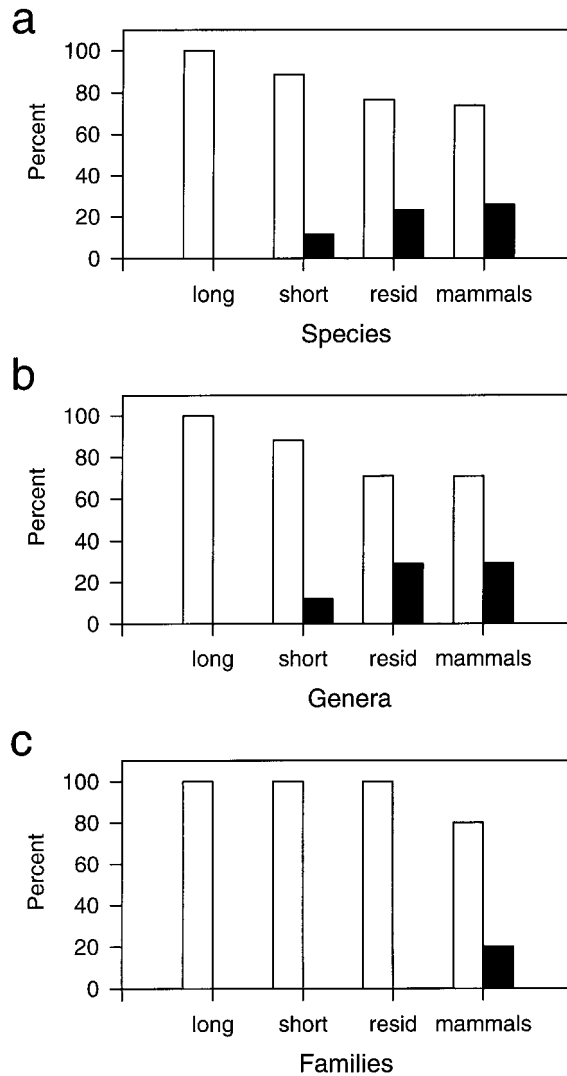 a
100
80
60
40
20
0
Percent
long short resid mammals
Species
b
100
80
60
40
20
0
Percent
long short resid mammals
Genera
c
100
80
60
40
20
0
Percent
long short resid mammals
Families